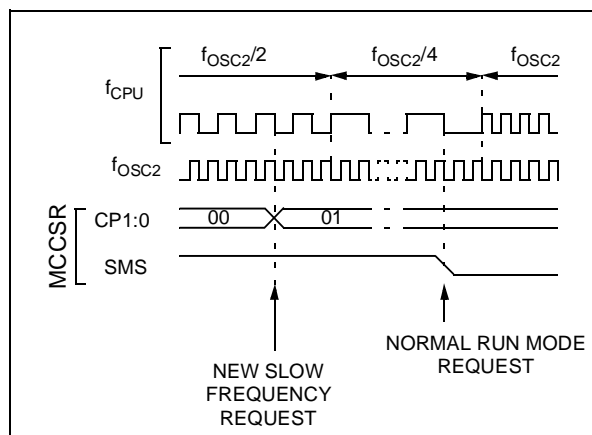 fOSC2/2 fOSC2/4 fOSC2
fCPU
fOSC2
MCCSR
CP1:0 00 01
SMS
NEW SLOW
FREQUENCY
REQUEST
NORMAL RUN MODE
REQUEST